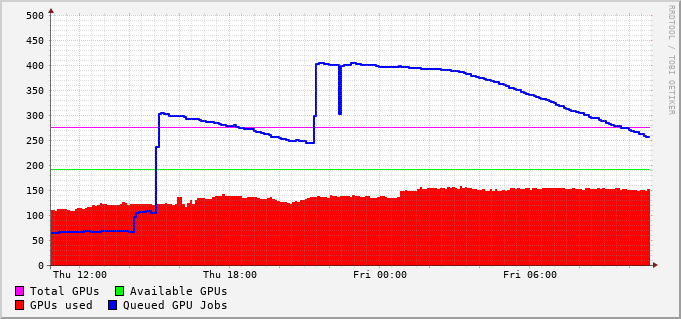 500
450
400
350
300
250
200
150
100
50
0
Thu 12:00 Thu 18:00 Fri 00:00 Fri 06:00
Total GPUs Available GPUs
GPUs used Queued GPU Jobs
RRDTOOL / TOBI OETIKER